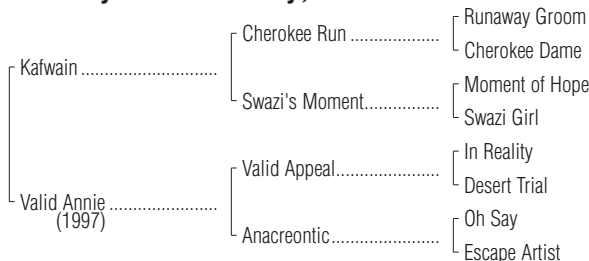 Runaway Groom
Cherokee Run ...................
Cherokee Dame
Kafwain .............................
Moment of Hope
Swazi's Moment................
Swazi Girl
In Reality
Valid Appeal......................
Desert Trial
Valid Annie .......................
(1997)
Oh Say
Anacreontic.......................
Escape Artist